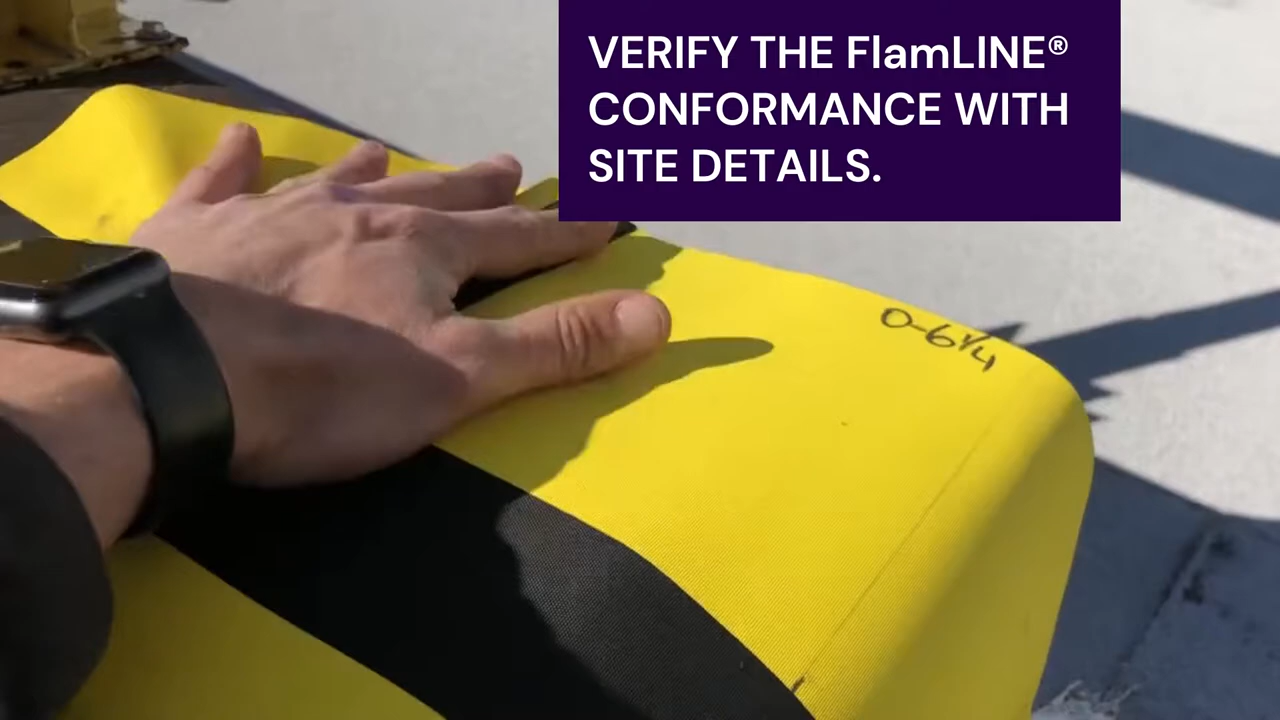 VERIFY THE FlamLINE®
CONFORMANCE WITH
SITE DETAILS.
0-6¼